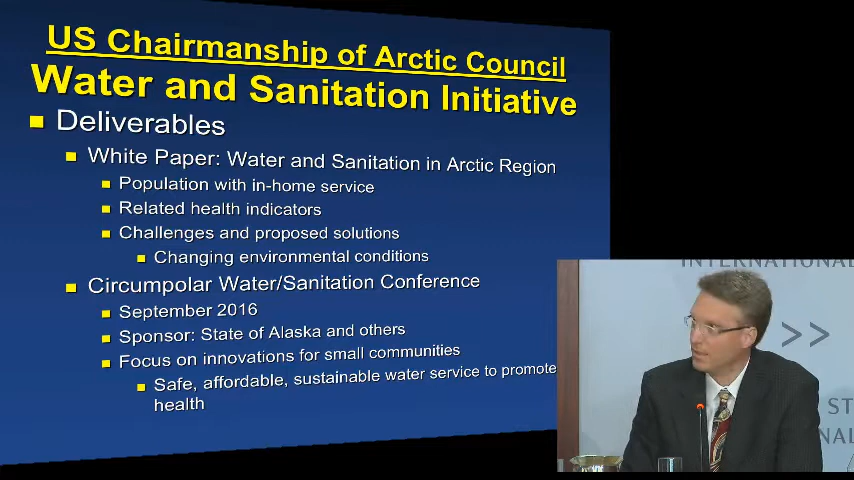 US Chairmanship of Arctic Council
Water and Sanitation Initiative
Deliverables
White Paper: Water and Sanitation in Arctic Region
Population with in-home service
Related health indicators
Challenges and proposed solutions
Changing environmental conditions
Circumpolar Water/Sanitation Conference
September 2016
Sponsor: State of Alaska and others
Focus on innovations for small communities
Safe, affordable, sustainable water service to promote
health
INTERNATIONAL
>>
ST
NAL